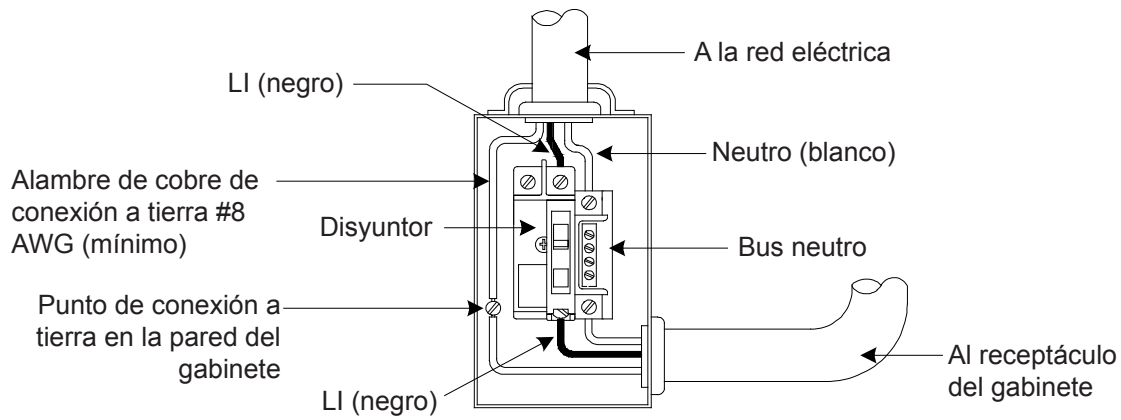 A la red eléctrica
LI (negro)
Neutro (blanco)
Alambre de cobre de
conexión a tierra #8
AWG (mínimo)
Disyuntor
Bus neutro
Punto de conexión a
tierra en la pared del
gabinete
LI (negro)
Al receptáculo
del gabinete